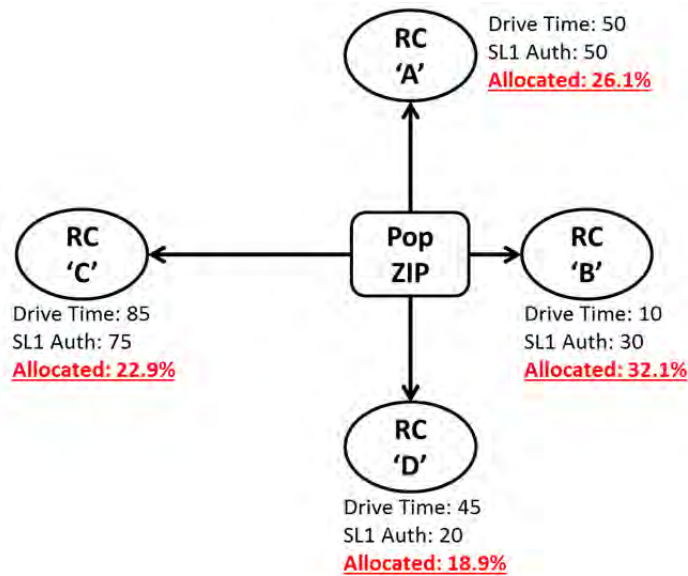 RC
'A'
Drive Time: 50
SL1 Auth: 50
Allocated: 26.1%
RC
'C'
Drive Time: 85
SL1 Auth: 75
Allocated: 22.9%
Pop
ZIP
RC
'B'
Drive Time: 10
SL1 Auth: 30
Allocated: 32.1%
RC
'D'
Drive Time: 45
SL1 Auth: 20
Allocated: 18.9%